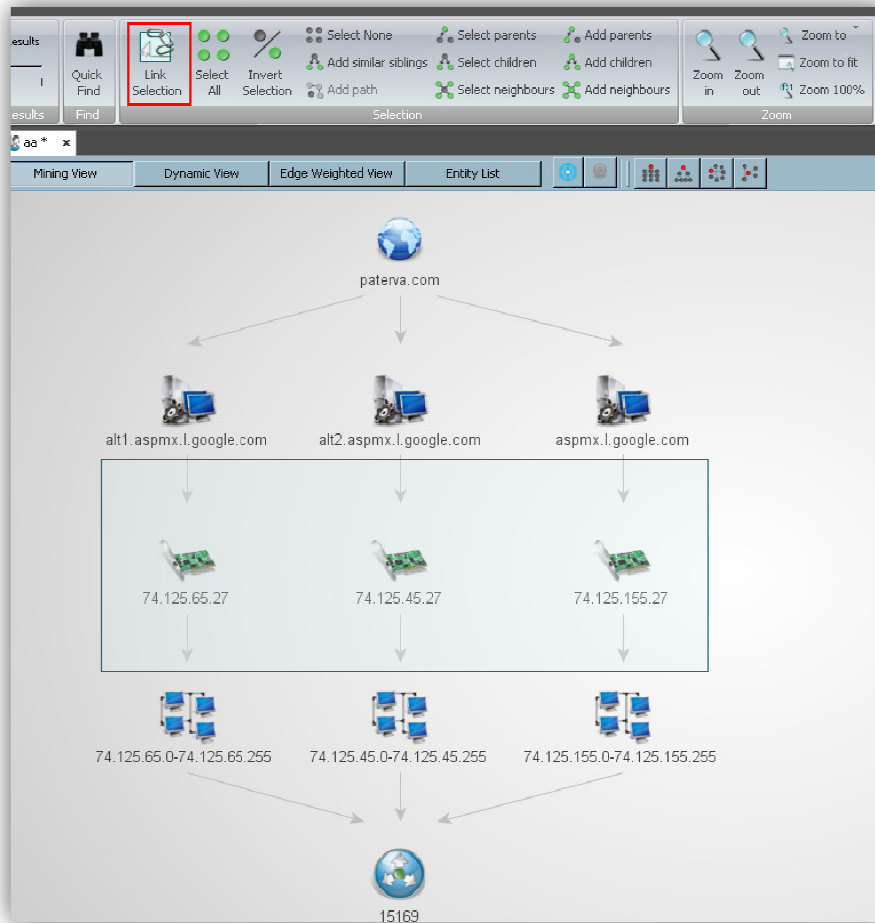 Select None
Select parents
Add parents
Zoom to
Quick Find
Link Selection
Select All
Invert Selection
Add similar siblings
Select children
Add children
Zoom in
Zoom out
Zoom to fit
Add path
Select neighbours
Add neighbours
Zoom 100%
Find
Selection
Zoom
aa * x
Mining View
Dynamic View
Edge Weighted View
Entity List
paterva.com
alt1.aspmx.l.google.com
alt2.aspmx.l.google.com
aspmx.l.google.com
74.125.65.27
74.125.45.27
74.125.155.27
74.125.65.0-74.125.65.255
74.125.45.0-74.125.45.255
74.125.155.0-74.125.155.255
15169